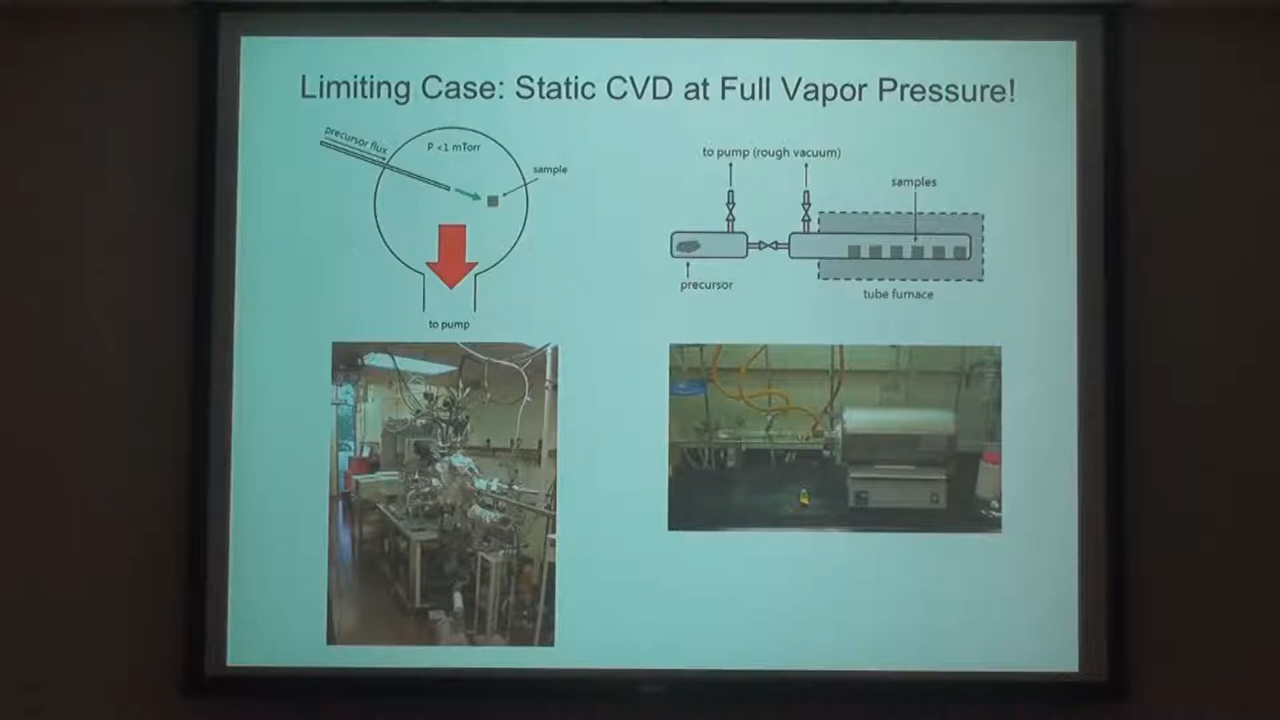 Limiting Case: Static CVD at Full Vapor Pressure!
precursor flux
P <1 mTorr
sample
to pump
to pump (rough vacuum)
samples
precursor
tube furnace